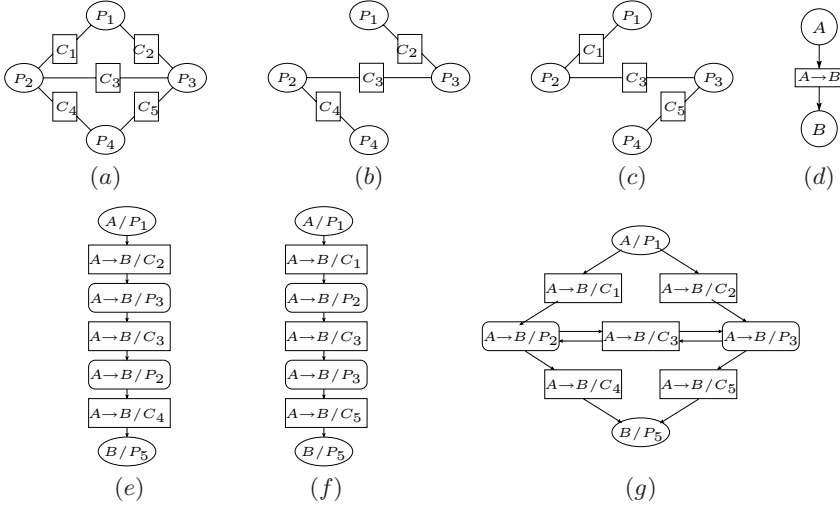 P₁
C₁ C₂
P₂ C₃ P₃
C₄ C₅
P₄
(a)
P₁
C₂
P₂ C₃ P₃
C₄
P₄
(b)
P₁
C₁
P₂ C₃ P₃
C₅
P₄
(c)
A
A→B
B
(d)
A/P₁
A→B/C₂
A→B/P₃
A→B/C₃
A→B/P₂
A→B/C₄
B/P₅
(e)
A/P₁
A→B/C₁
A→B/P₂
A→B/C₃
A→B/P₃
A→B/C₅
B/P₅
(f)
A/P₁
A→B/C₁ A→B/C₂
A→B/P₂ A→B/C₃ A→B/P₃
A→B/C₄ A→B/C₅
B/P₅
(g)